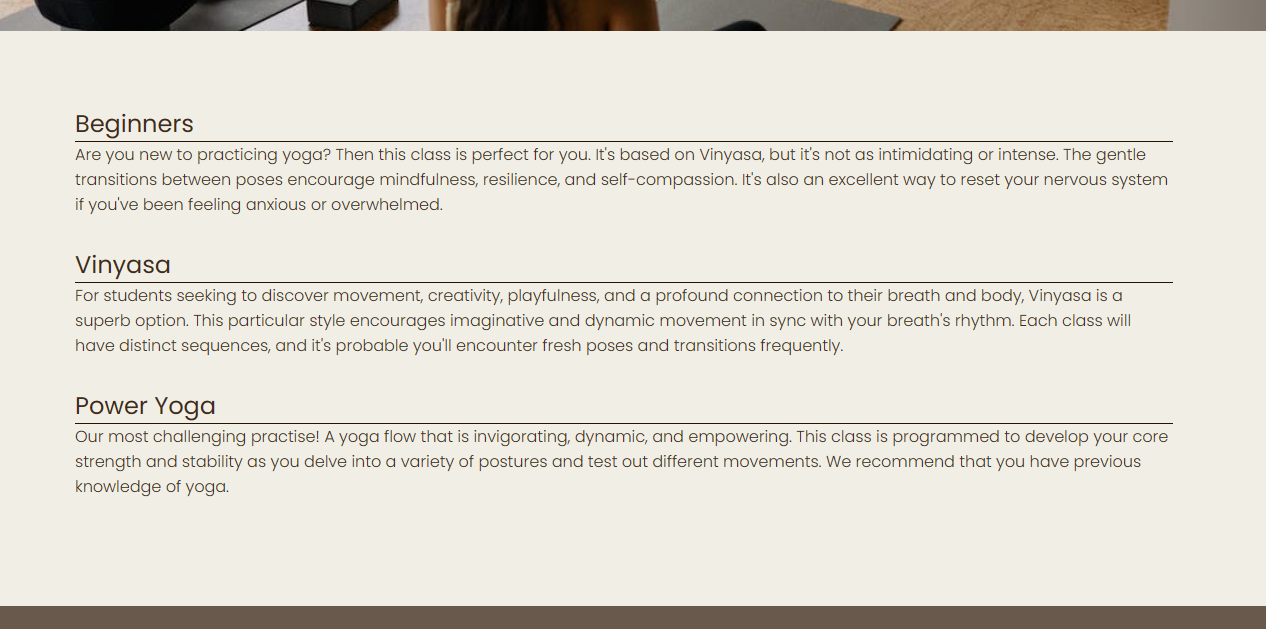 Beginners
Are you new to practicing yoga? Then this class is perfect for you. It's based on Vinyasa, but it's not as intimidating or intense. The gentle
transitions between poses encourage mindfulness, resilience, and self-compassion. It's also an excellent way to reset your nervous system
if you've been feeling anxious or overwhelmed.
Vinyasa
For students seeking to discover movement, creativity, playfulness, and a profound connection to their breath and body, Vinyasa is a
superb option. This particular style encourages imaginative and dynamic movement in sync with your breath's rhythm. Each class will
have distinct sequences, and it's probable you'll encounter fresh poses and transitions frequently.
Power Yoga
Our most challenging practise! A yoga flow that is invigorating, dynamic, and empowering. This class is programmed to develop your core
strength and stability as you delve into a variety of postures and test out different movements. We recommend that you have previous
knowledge of yoga.